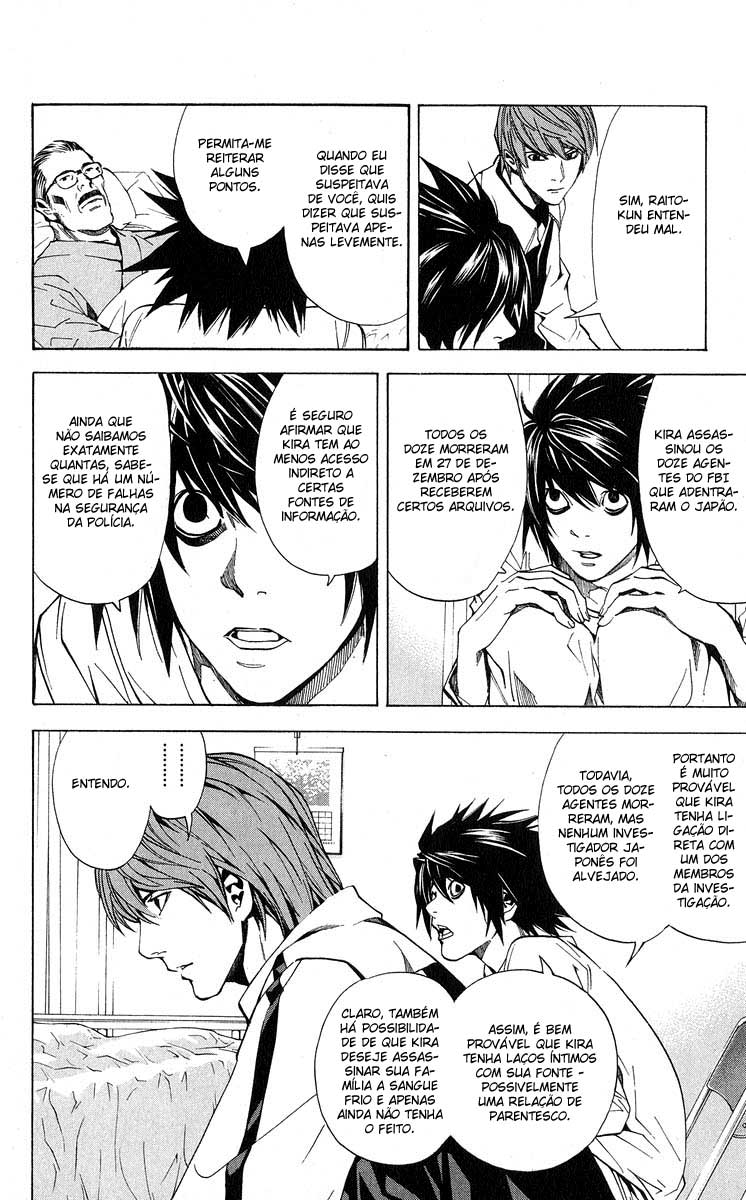 SIM, RAITO-
KUN ENTEN-
DEU MAL.
QUANDO EU
DISSE QUE
SUSPEITAVA
DE VOCÊ, QUIS
DIZER QUE SUS-
PEITAVA APE-
NAS LEVEMENTE.
PERMITA-ME
REITERAR
ALGUNS
PONTOS.
KIRA ASSAS-
SINOU OS
DOZE AGENTES
DO FBI
QUE ADENTRA-
RAM O JAPÃO.
TODOS OS
DOZE MORRERAM
EM 27 DE DE-
ZEMBRO APÓS
RECEBEREM
CERTOS ARQUIVOS.
É SEGURO
AFIRMAR QUE
KIRA TEM AO
MENOS ACESSO
INDIRETO A
CERTAS
FONTES DE
INFORMAÇÃO.
AINDA QUE
NÃO SAIBAMOS
EXATAMENTE
QUANTAS, SABE-
SE QUE HÁ UM NÚ-
MERO DE FALHAS
NA SEGURANÇA
DA POLÍCIA.
PORTANTO
É MUITO
PROVÁVEL
QUE KIRA
TENHA LI-
GAÇÃO DI-
RETA COM
UM DOS
MEMBROS
DA INVES-
TIGAÇÃO.
TODAVIA,
TODOS OS DOZE
AGENTES MOR-
RERAM, MAS
NENHUM INVES-
TIGADOR JA-
PONÊS FOI
ALVEJADO.
ASSIM, É BEM
PROVÁVEL QUE KIRA
TENHA LAÇOS ÍNTIMOS
COM SUA FONTE -
POSSIVELMENTE
UMA RELAÇÃO DE
PARENTESCO.
CLARO, TAMBÉM
HÁ POSSIBILIDA-
DE DE QUE KIRA
DESEJE ASSAS-
SINAR SUA FA-
MÍLIA A SANGUE
FRIO E APENAS
AINDA NÃO TENHA
O FEITO.
......
ENTENDO.